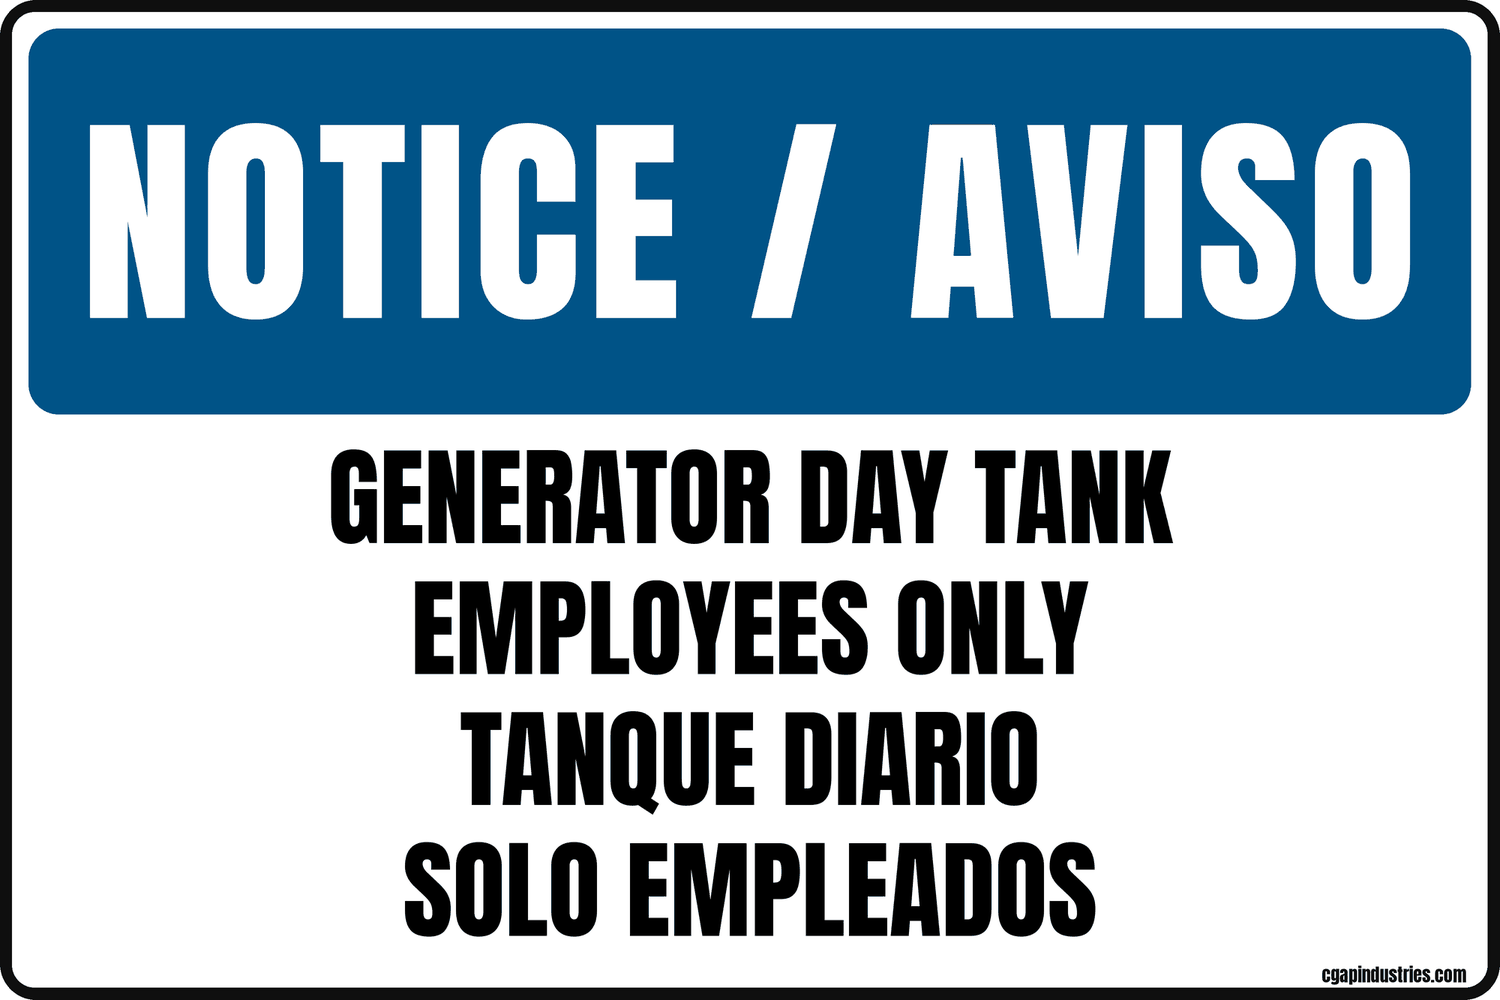 NOTICE / AVISO
GENERATOR DAY TANK
EMPLOYEES ONLY
TANQUE DIARIO
SOLO EMPLEADOS
cgapindustries.com